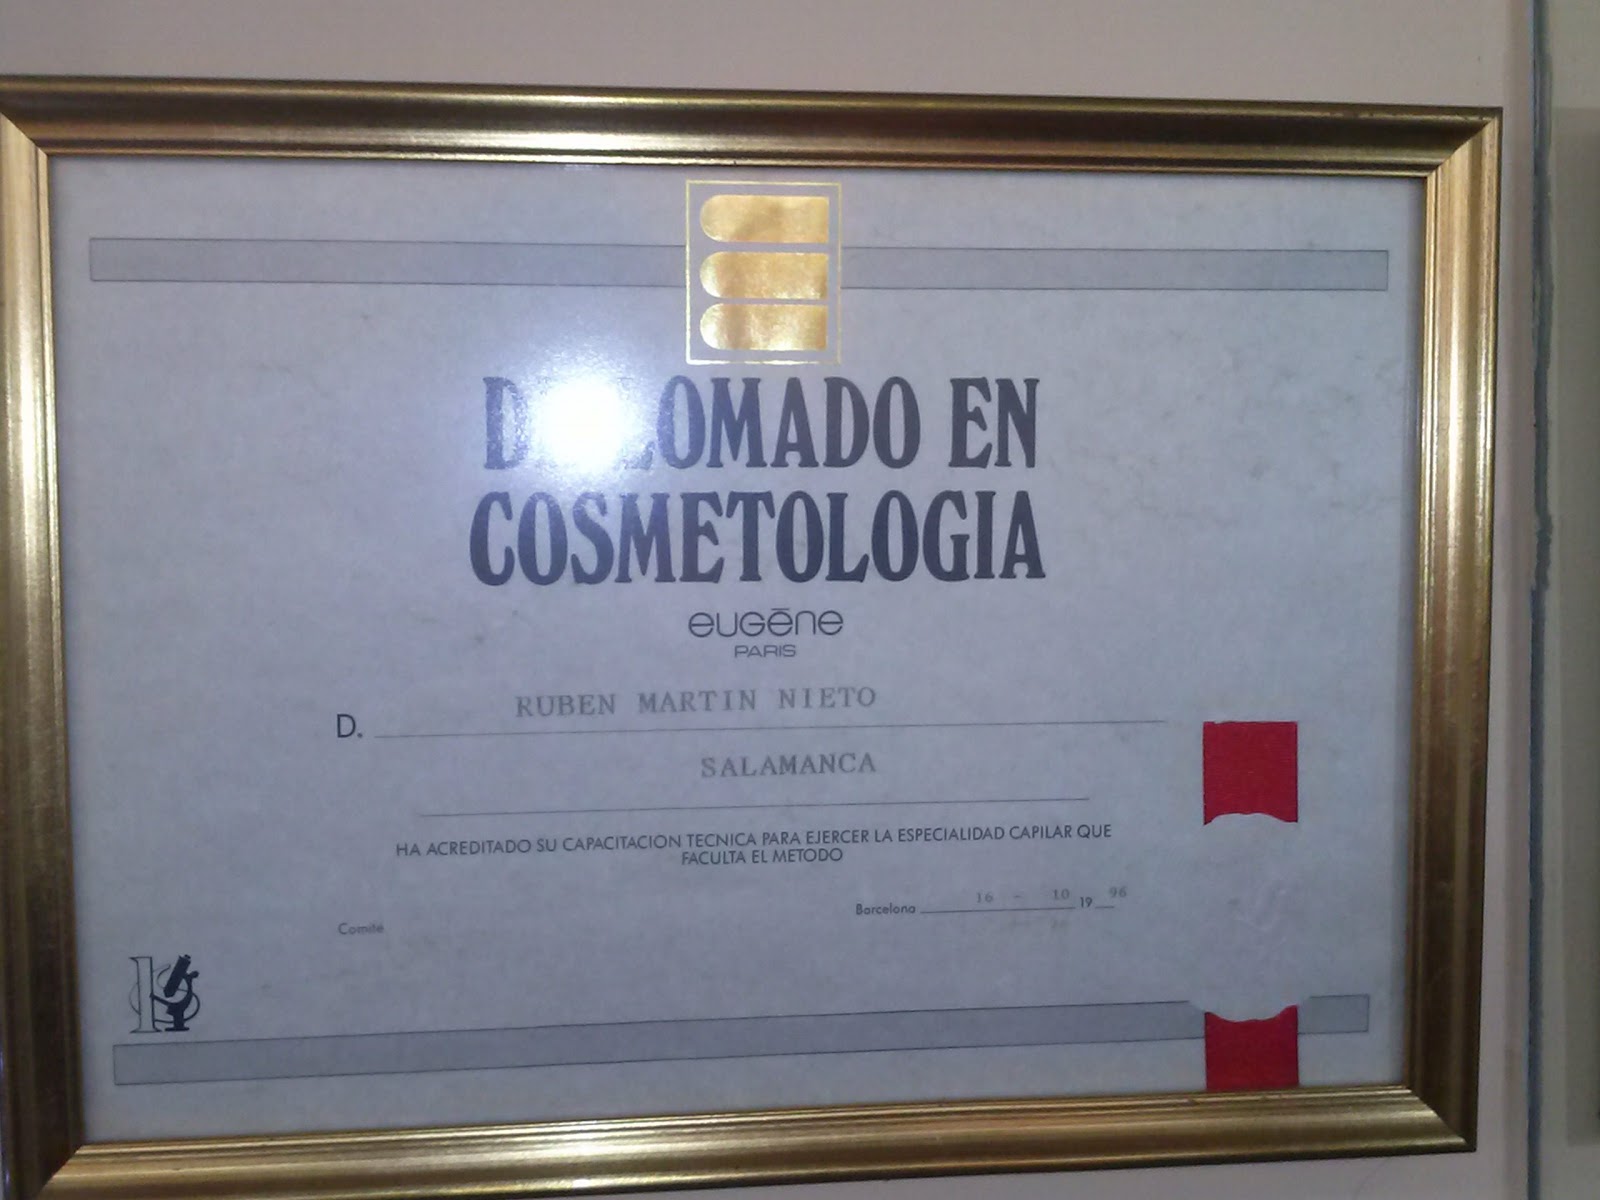 DIPLOMADO EN
COSMETOLOGIA
eugēne
PARIS
D. RUBEN MARTIN NIETO
SALAMANCA
HA ACREDITADO SU CAPACITACION TECNICA PARA EJERCER LA ESPECIALIDAD CAPILAR QUE
FACULTA EL METODO
Barcelona 16 - 10 19 96
Comité